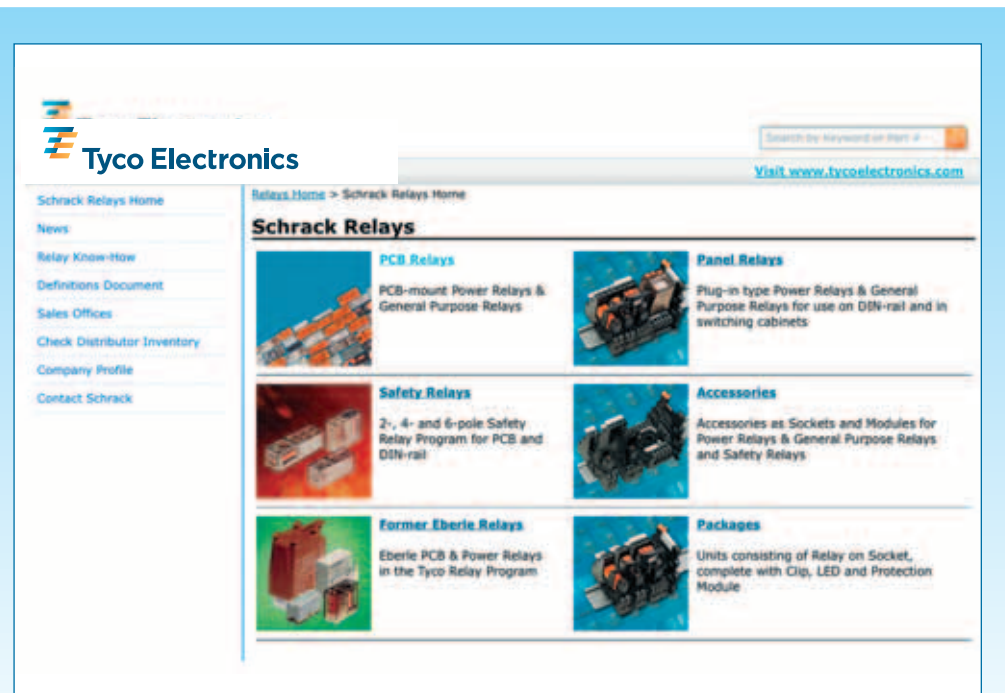 Tyco Electronics
Search by Keyword or Part #
Visit www.tycoelectronics.com
Schrack Relays Home
News
Relay Know-How
Definitions Document
Sales Offices
Check Distributor Inventory
Company Profile
Contact Schrack
Relays Home > Schrack Relays Home
Schrack Relays
PCB Relays
PCB-mount Power Relays &
General Purpose Relays
Panel Relays
Plug-in type Power Relays & General
Purpose Relays for use on DIN-rail and in
switching cabinets
Safety Relays
2-, 4- and 6-pole Safety
Relay Program for PCB and
DIN-rail
Accessories
Accessories as Sockets and Modules for
Power Relays & General Purpose Relays
and Safety Relays
Former Eberle Relays
Eberle PCB & Power Relays
in the Tyco Relay Program
Packages
Units consisting of Relay on Socket,
complete with Clip, LED and Protection
Module